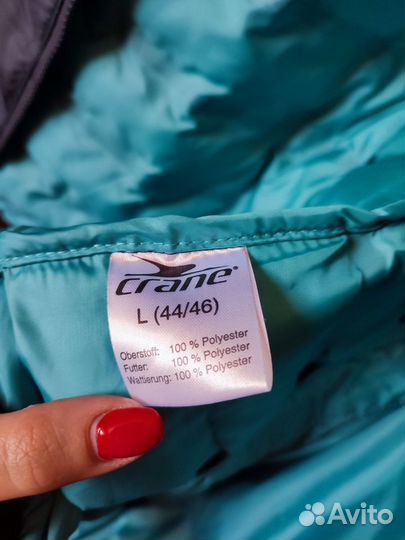 crane®
L (44/46)
Oberstoff: 100 % Polyester
Futter: 100 % Polyester
Wattierung: 100 % Polyester
Avito